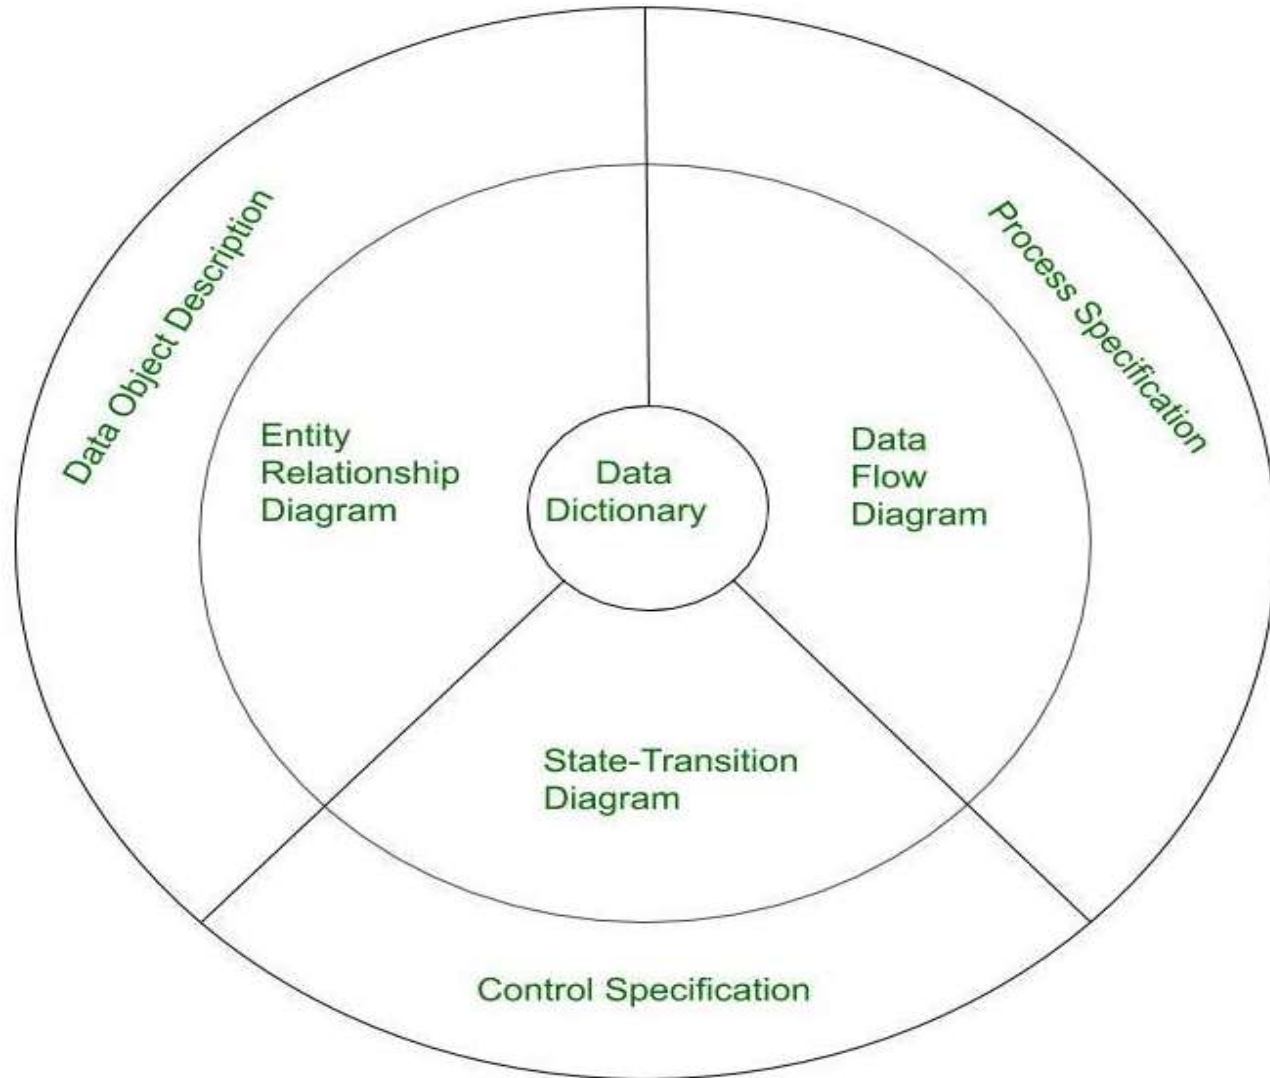 Data Object Description
Process Specification
Entity
Relationship
Diagram
Data
Dictionary
Data
Flow
Diagram
State-Transition
Diagram
Control Specification